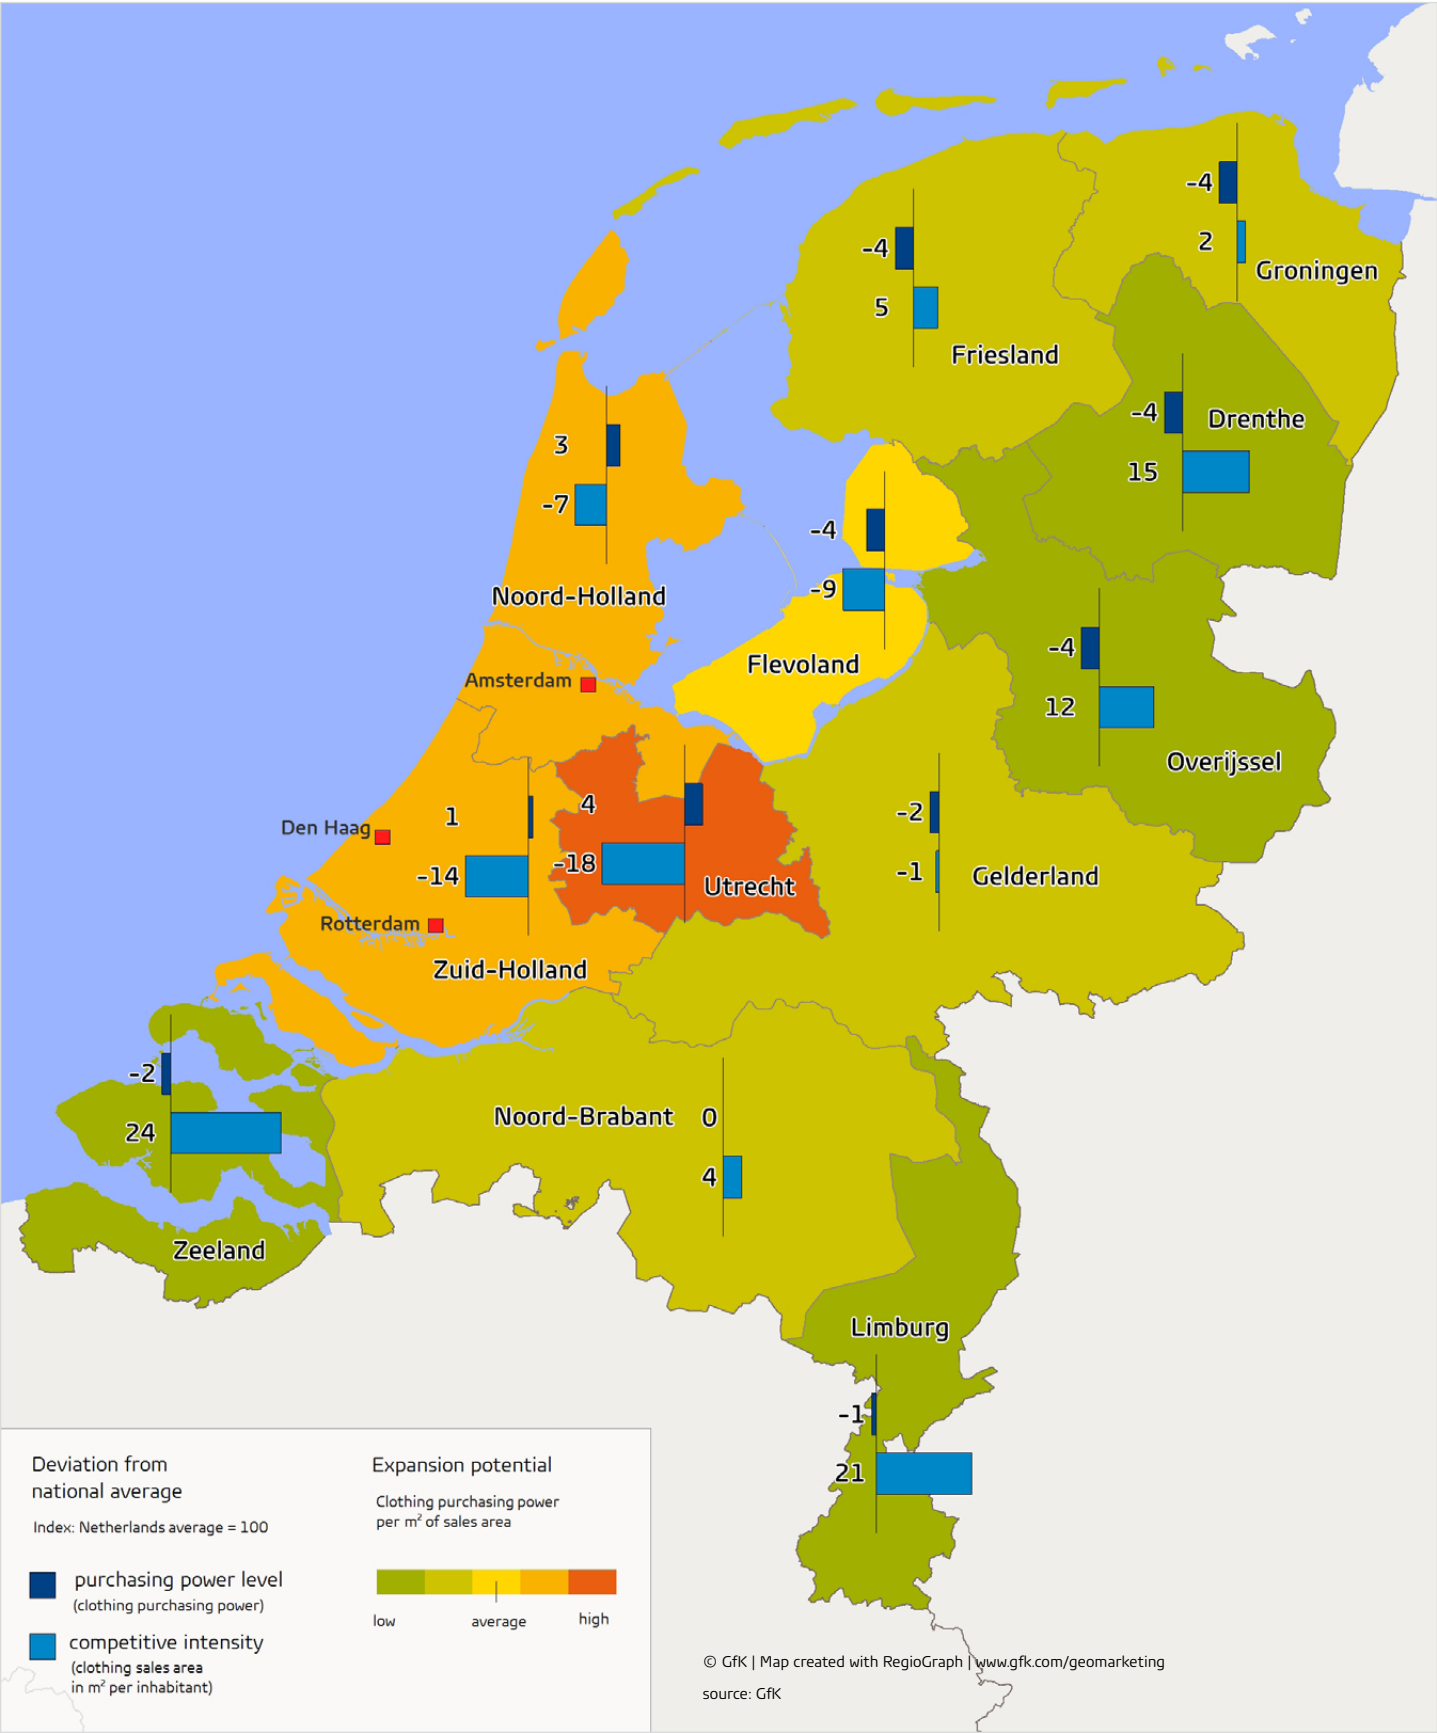 -4
2
Groningen
-4
5
Friesland
-4
Drenthe
15
3
-7
Noord-Holland
-4
-9
Flevoland
-4
12
Overijssel
Amsterdam
Den Haag
1
-14
Rotterdam
Zuid-Holland
4
-18
Utrecht
-2
-1
Gelderland
-2
24
Zeeland
Noord-Brabant
0
4
Limburg
-1
21
Deviation from
national average
Index: Netherlands average = 100
purchasing power level
(clothing purchasing power)
competitive intensity
(clothing sales area
in m² per inhabitant)
Expansion potential
Clothing purchasing power
per m² of sales area
low
average
high
© GfK | Map created with RegioGraph | www.gfk.com/geomarketing
source: GfK